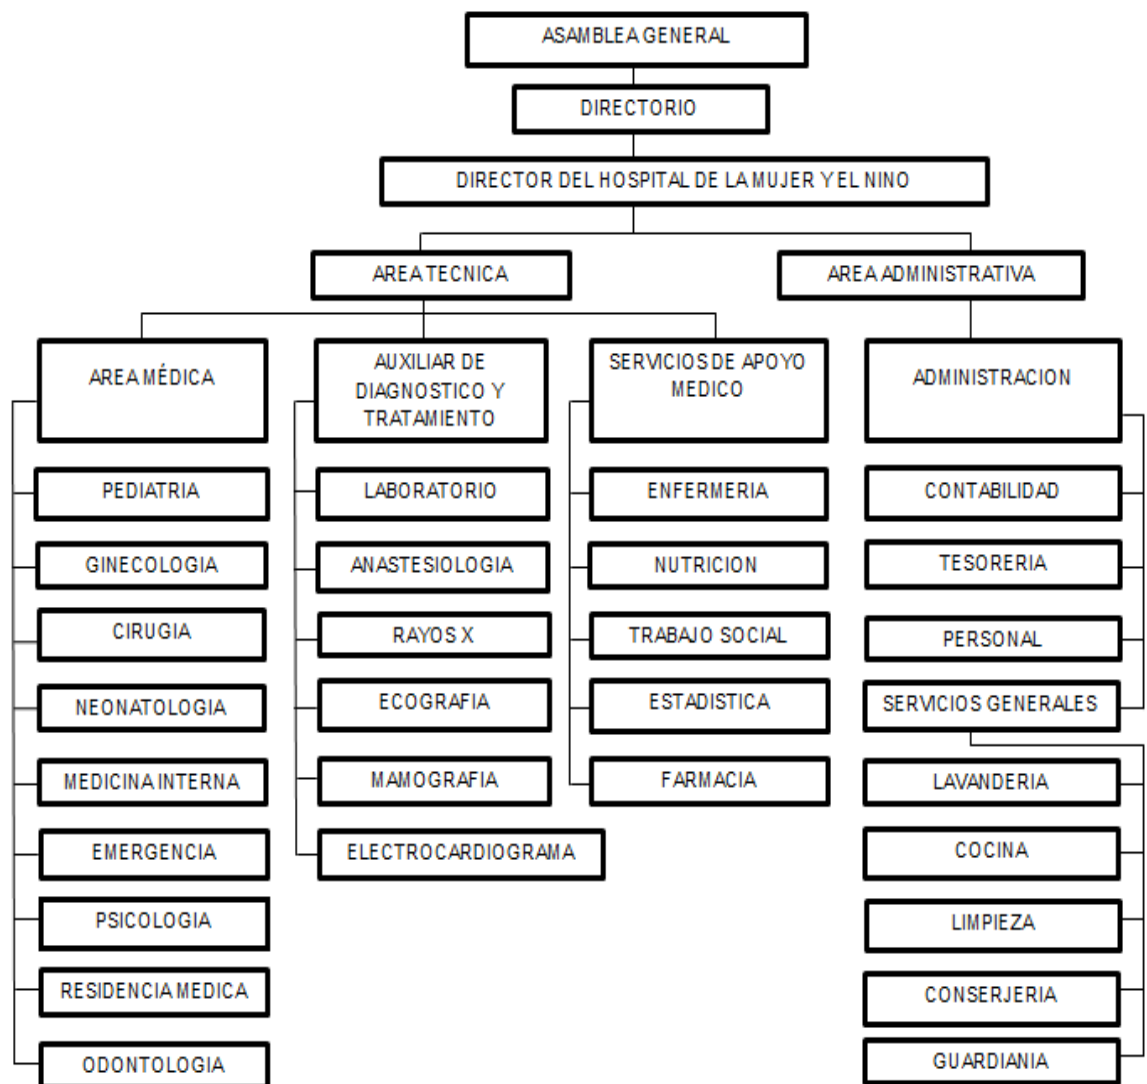 ASAMBLEA GENERAL
DIRECTORIO
DIRECTOR DEL HOSPITAL DE LA MUJER Y EL NINO
AREA TECNICA
AREA ADMINISTRATIVA
AREA MÉDICA
AUXILIAR DE
DIAGNOSTICO Y
TRATAMIENTO
SERVICIOS DE APOYO
MEDICO
ADMINISTRACION
PEDIATRIA
LABORATORIO
ENFERMERIA
CONTABILIDAD
GINECOLOGIA
ANASTESIOLOGIA
NUTRICION
TESORERIA
CIRUGIA
RAYOS X
TRABAJO SOCIAL
PERSONAL
NEONATOLOGIA
ECOGRAFIA
ESTADISTICA
SERVICIOS GENERALES
MEDICINA INTERNA
MAMOGRAFIA
FARMACIA
LAVANDERIA
EMERGENCIA
ELECTROCARDIOGRAMA
COCINA
PSICOLOGIA
LIMPIEZA
RESIDENCIA MEDICA
CONSERJERIA
ODONTOLOGIA
GUARDIANIA